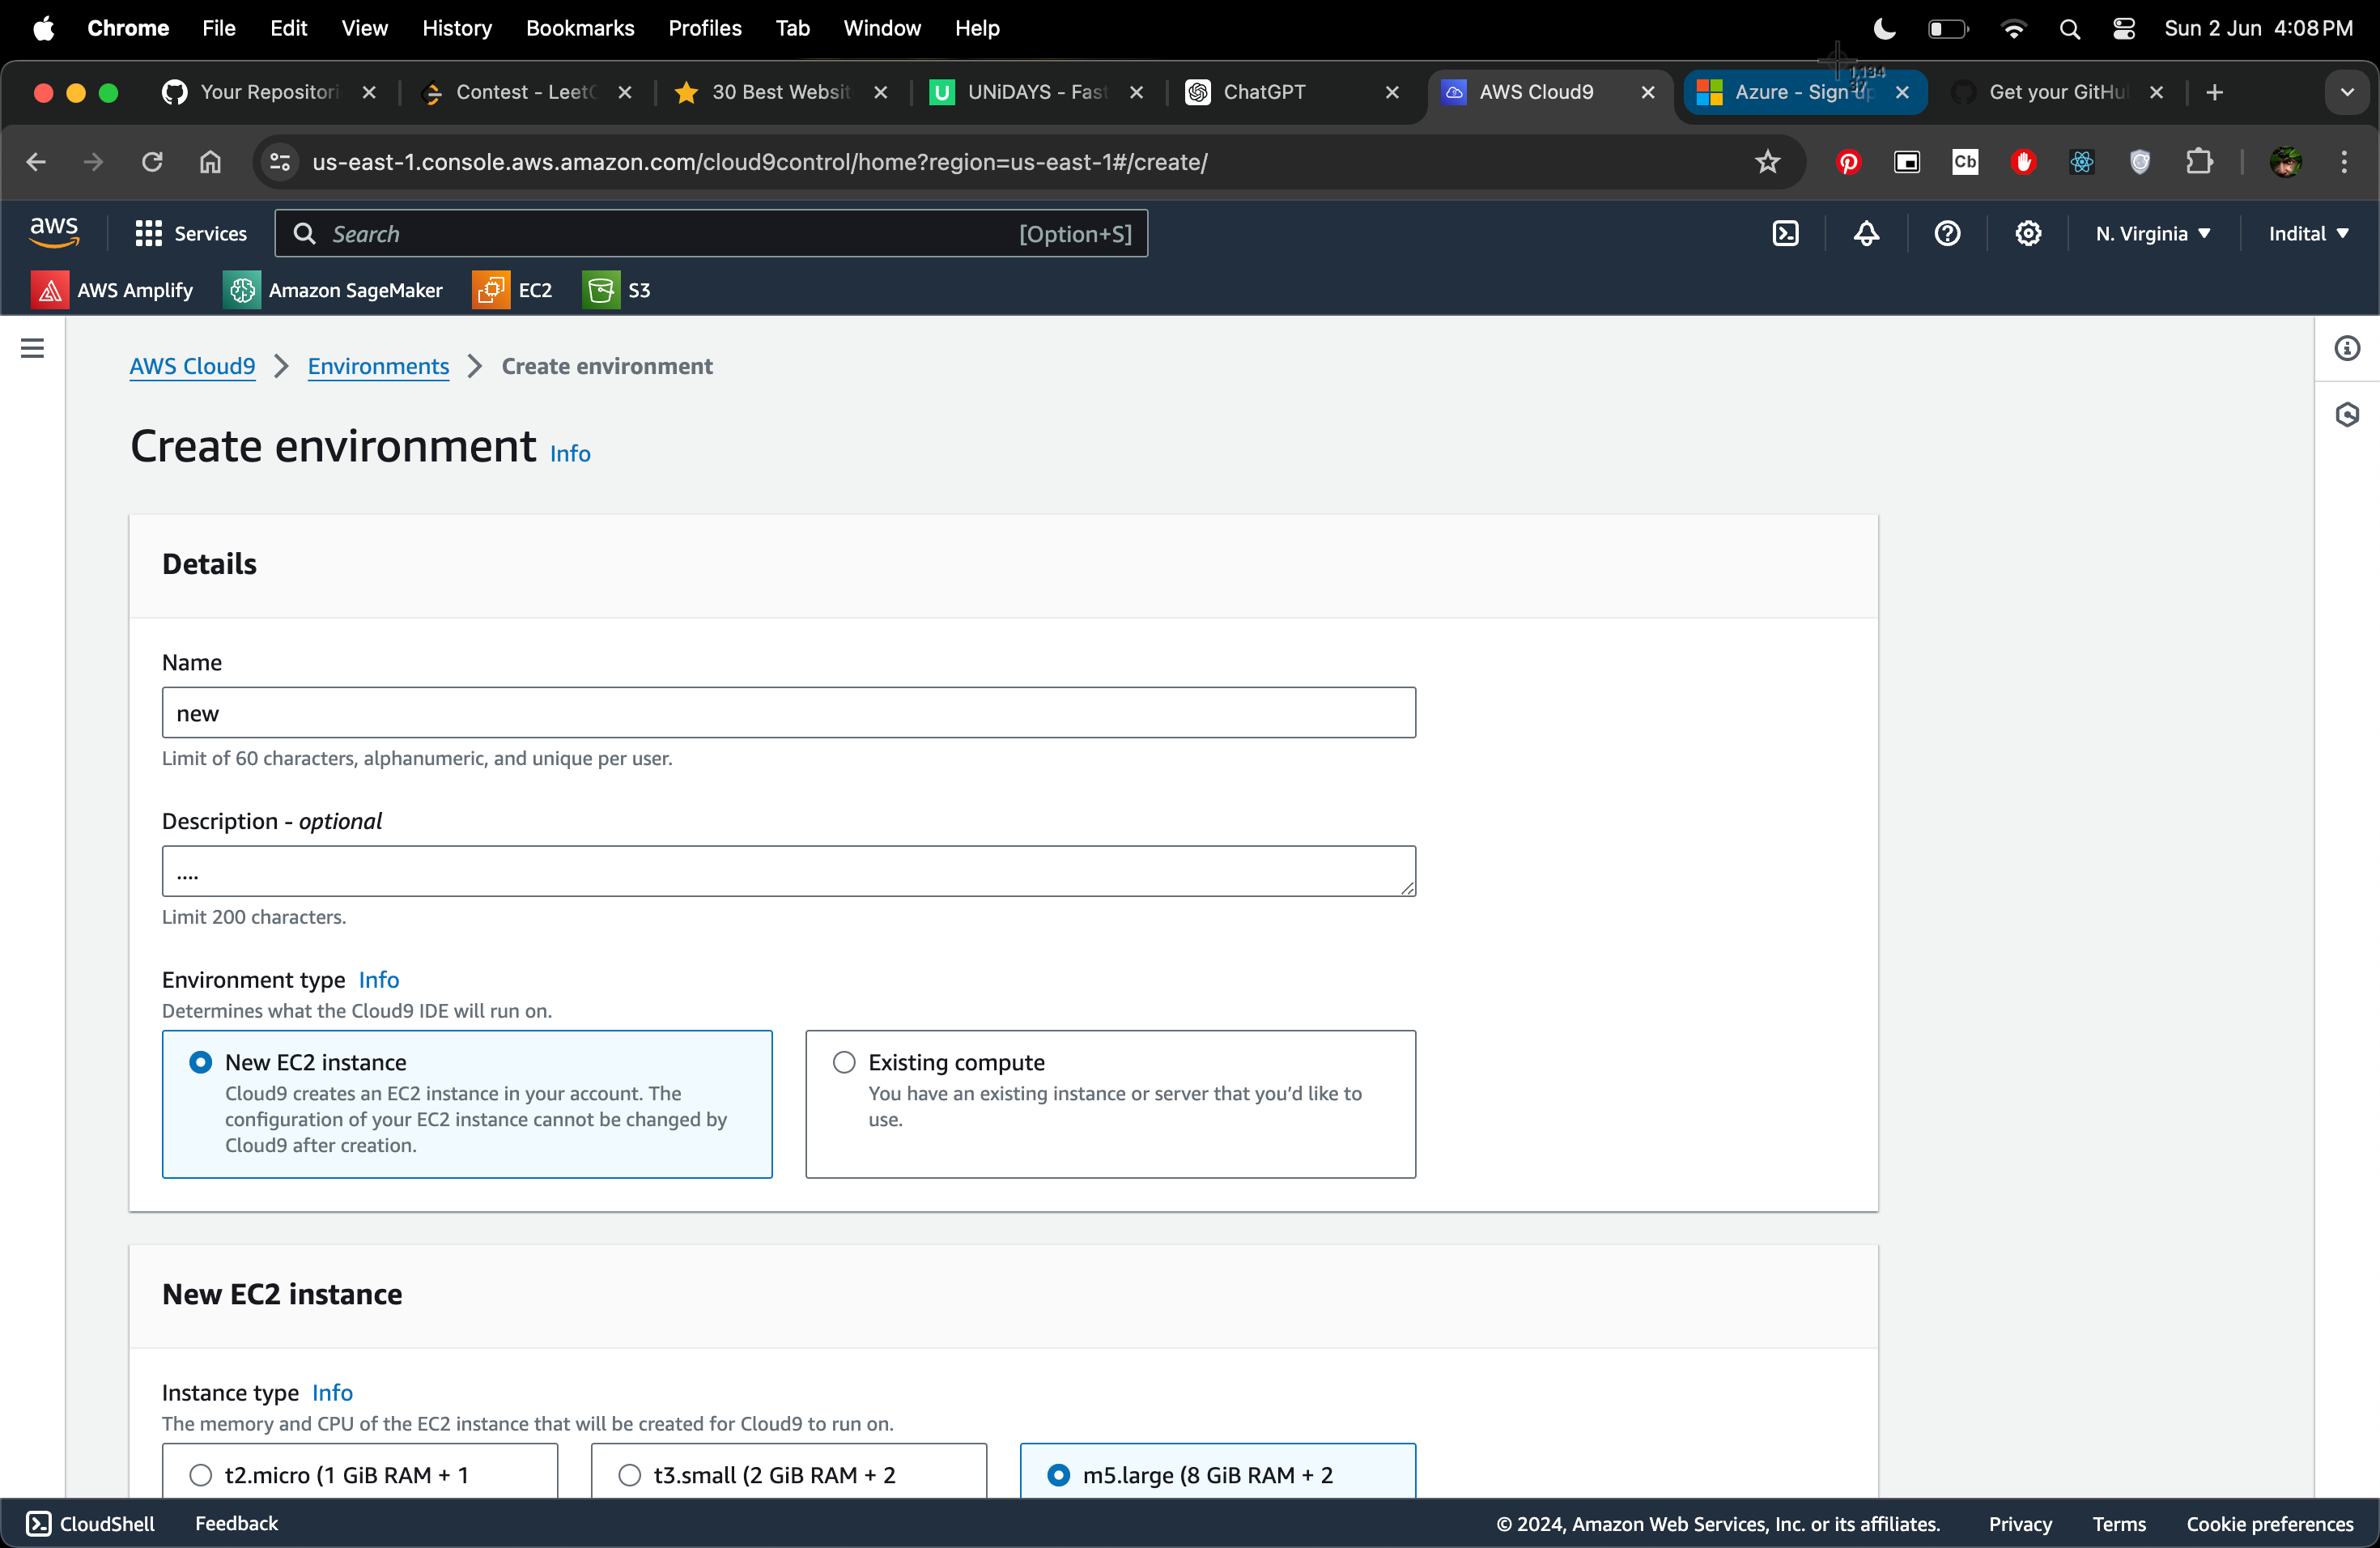 Chrome File Edit View History Bookmarks Profiles Tab Window Help Sun 2 Jun 4:08 PM
Your Repositori Contest - Leet 30 Best Websit UNiDAYS - Fast ChatGPT AWS Cloud9 Azure - Sign up Get your GitHu
1,134
us-east-1.console.aws.amazon.com/cloud9control/home?region=us-east-1#/create/ Cb
aws Services Search [Option+S] N. Virginia Indital
AWS Amplify Amazon SageMaker EC2 S3
AWS Cloud9 Environments Create environment
Create environment Info
Details
Name
new
Limit of 60 characters, alphanumeric, and unique per user.
Description - optional
....
Limit 200 characters.
Environment type Info
Determines what the Cloud9 IDE will run on.
New EC2 instance
Cloud9 creates an EC2 instance in your account. The
configuration of your EC2 instance cannot be changed by
Cloud9 after creation.
Existing compute
You have an existing instance or server that you'd like to
use.
New EC2 instance
Instance type Info
The memory and CPU of the EC2 instance that will be created for Cloud9 to run on.
t2.micro (1 GiB RAM + 1 t3.small (2 GiB RAM + 2 m5.large (8 GiB RAM + 2
CloudShell Feedback © 2024, Amazon Web Services, Inc. or its affiliates. Privacy Terms Cookie preferences